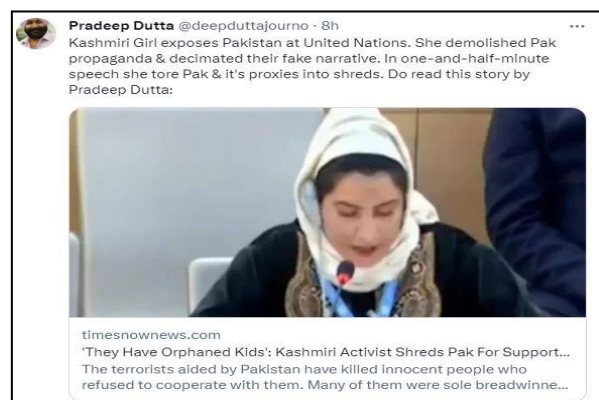 Pradeep Dutta @deepduttajourno · 8h ...
Kashmiri Girl exposes Pakistan at United Nations. She demolished Pak
propaganda & decimated their fake narrative. In one-and-half-minute
speech she tore Pak & it's proxies into shreds. Do read this story by
Pradeep Dutta:
timesnownews.com
'They Have Orphaned Kids': Kashmiri Activist Shreds Pak For Support...
The terrorists aided by Pakistan have killed innocent people who
refused to cooperate with them. Many of them were sole breadwinne...